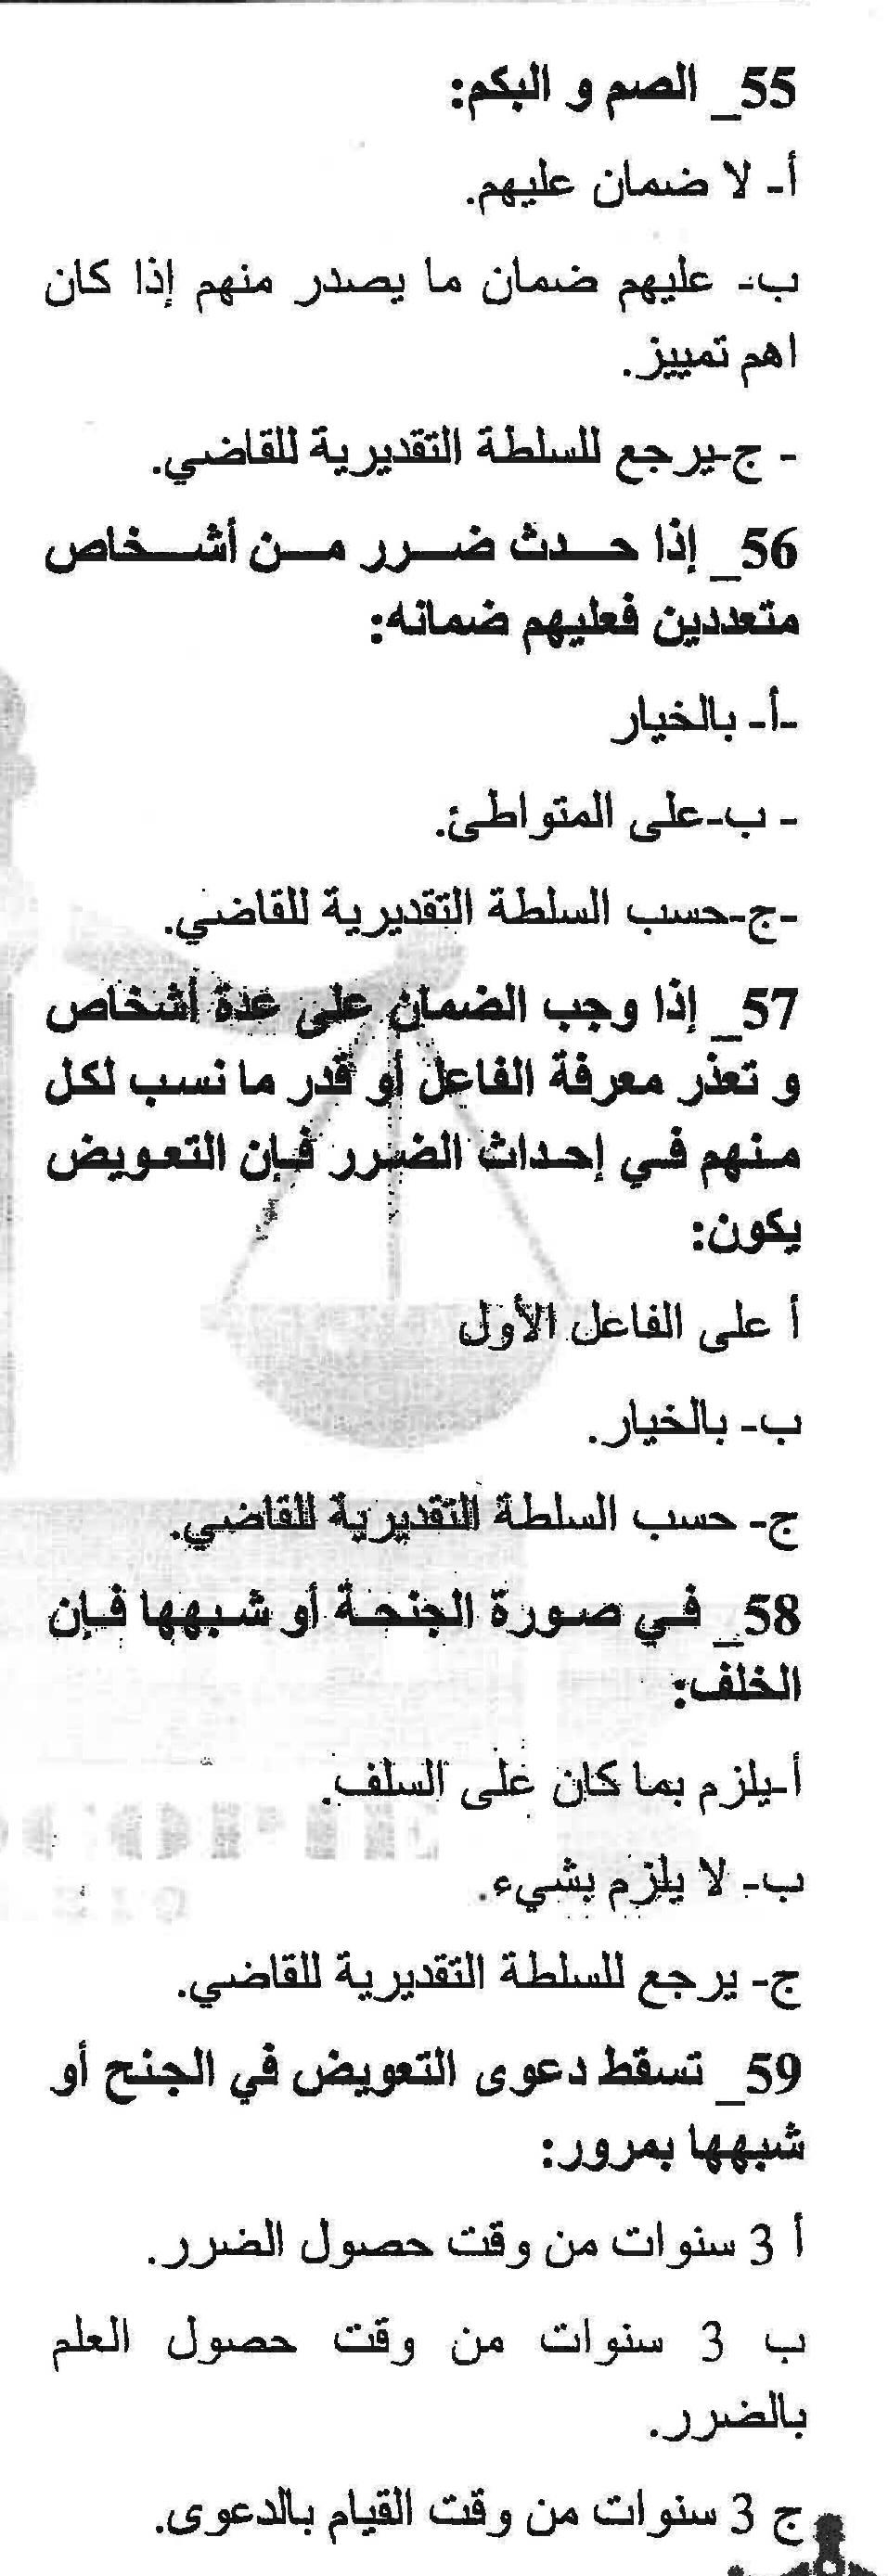 55_ الصم و البكم:
أ- لا ضمان عليهم.
ب- عليهم ضمان ما يصدر منهم إذا كان
اهم تمييز.
- ج-يرجع للسلطة التقديرية للقاضي.
56_ إذا حدث ضرر من أشخاص
متعددين فعليهم ضمانه:
-أ- بالخيار
- ب-على المتواطئ.
-ج-حسب السلطة التقديرية للقاضي.
57_ إذا وجب الضمان على عدة أشخاص
و تعذر معرفة الفاعل أو قدر ما نسب لكل
منهم في إحداث الضرر فإن التعويض
يكون:
أ على الفاعل الأول
ب- بالخيار.
ج- حسب السلطة التقديرية للقاضي.
58_ في صورة الجنحة أو شبهها فإن
الخلف:
أ-يلزم بما كان على السلف.
ب- لا يلزم بشيء.
ج- يرجع للسلطة التقديرية للقاضي.
59_ تسقط دعوى التعويض في الجنح أو
شبهها بمرور:
أ 3 سنوات من وقت حصول الضرر.
ب 3 سنوات من وقت حصول العلم
بالضرر.
ج 3 سنوات من وقت القيام بالدعوى.